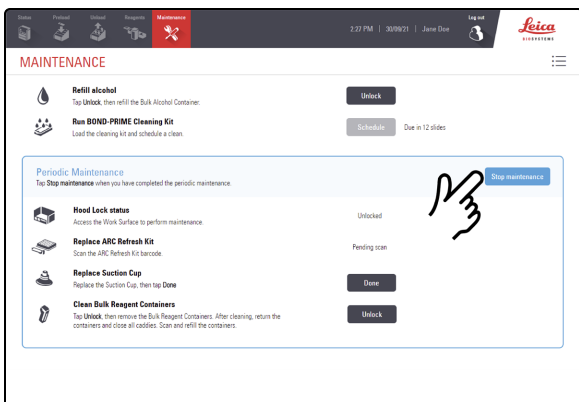 Status Preload Unload Reagents Maintenance
2:27 PM | 30/09/21 | Jane Doe
Log out
Leica
BIOSYSTEMS
MAINTENANCE
Refill alcohol
Tap Unlock, then refill the Bulk Alcohol Container.
Unlock
Run BOND-PRIME Cleaning Kit
Load the cleaning kit and schedule a clean.
Schedule Due in 12 slides
Periodic Maintenance
Tap Stop maintenance when you have completed the periodic maintenance.
Stop maintenance
Hood Lock status
Access the Work Surface to perform maintenance.
Unlocked
Replace ARC Refresh Kit
Scan the ARC Refresh Kit barcode.
Pending scan
Replace Suction Cup
Replace the Suction Cup, then tap Done
Done
Clean Bulk Reagent Containers
Tap Unlock, then remove the Bulk Reagent Containers. After cleaning, return the
containers and close all caddies. Scan and refill the containers.
Unlock